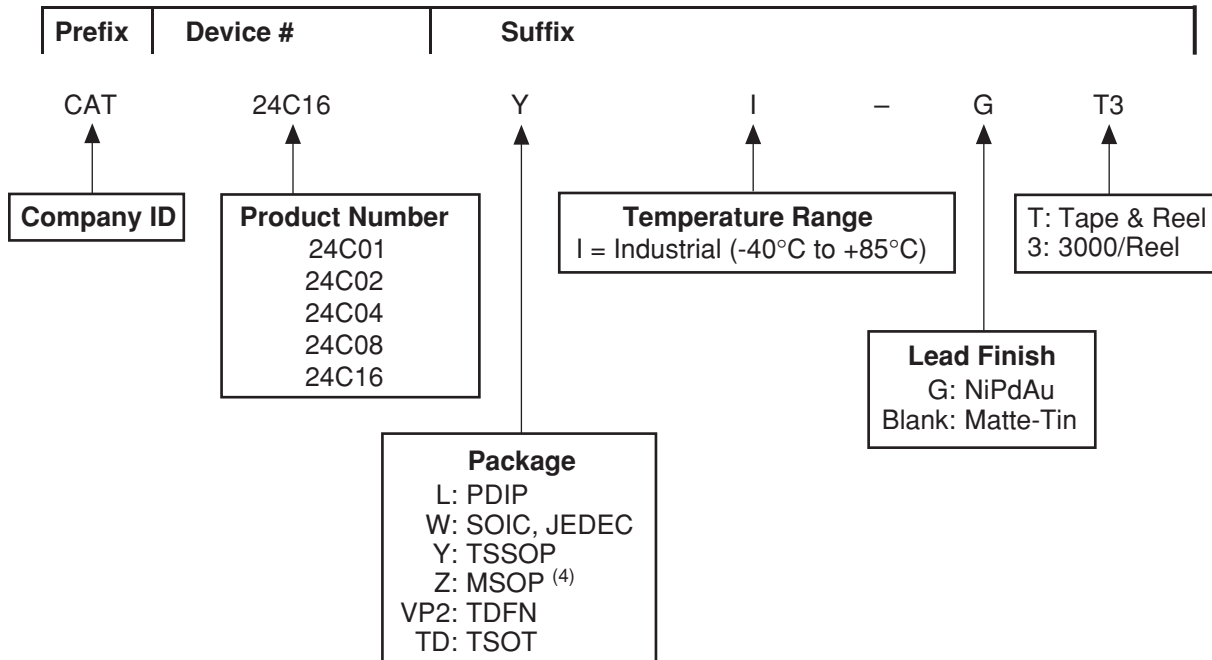 Prefix Device # Suffix
CAT 24C16 Y I – G T3
Company ID
Product Number
24C01
24C02
24C04
24C08
24C16
Temperature Range
I = Industrial (-40°C to +85°C)
T: Tape & Reel
3: 3000/Reel
Lead Finish
G: NiPdAu
Blank: Matte-Tin
Package
L: PDIP
W: SOIC, JEDEC
Y: TSSOP
Z: MSOP (4)
VP2: TDFN
TD: TSOT